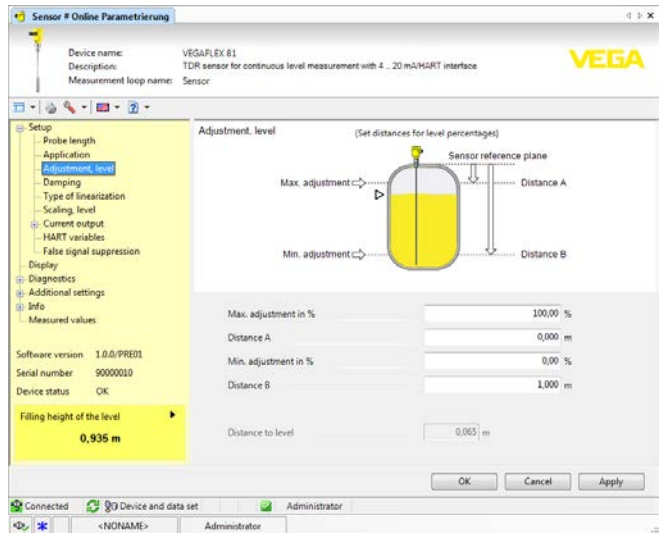 Sensor # Online Parametrierung
Device name: VEGAFLEX 81
Description: TDR sensor for continuous level measurement with 4 .. 20 mA/HART interface
Measurement loop name: Sensor
VEGA
Setup
Probe length
Application
Adjustment, level
Damping
Type of linearization
Scaling, level
Current output
HART variables
False signal suppression
Display
Diagnostics
Additional settings
Info
Measured values
Software version 1.0.0/PRE01
Serial number 90000010
Device status OK
Filling height of the level
0,935 m
Adjustment, level
(Set distances for level percentages)
Sensor reference plane
Max. adjustment
Distance A
Min. adjustment
Distance B
Max. adjustment in % 100,00 %
Distance A 0,000 m
Min. adjustment in % 0,00 %
Distance B 1,000 m
Distance to level 0,065 m
OK Cancel Apply
Connected Device and data set Administrator
<NONAME> Administrator